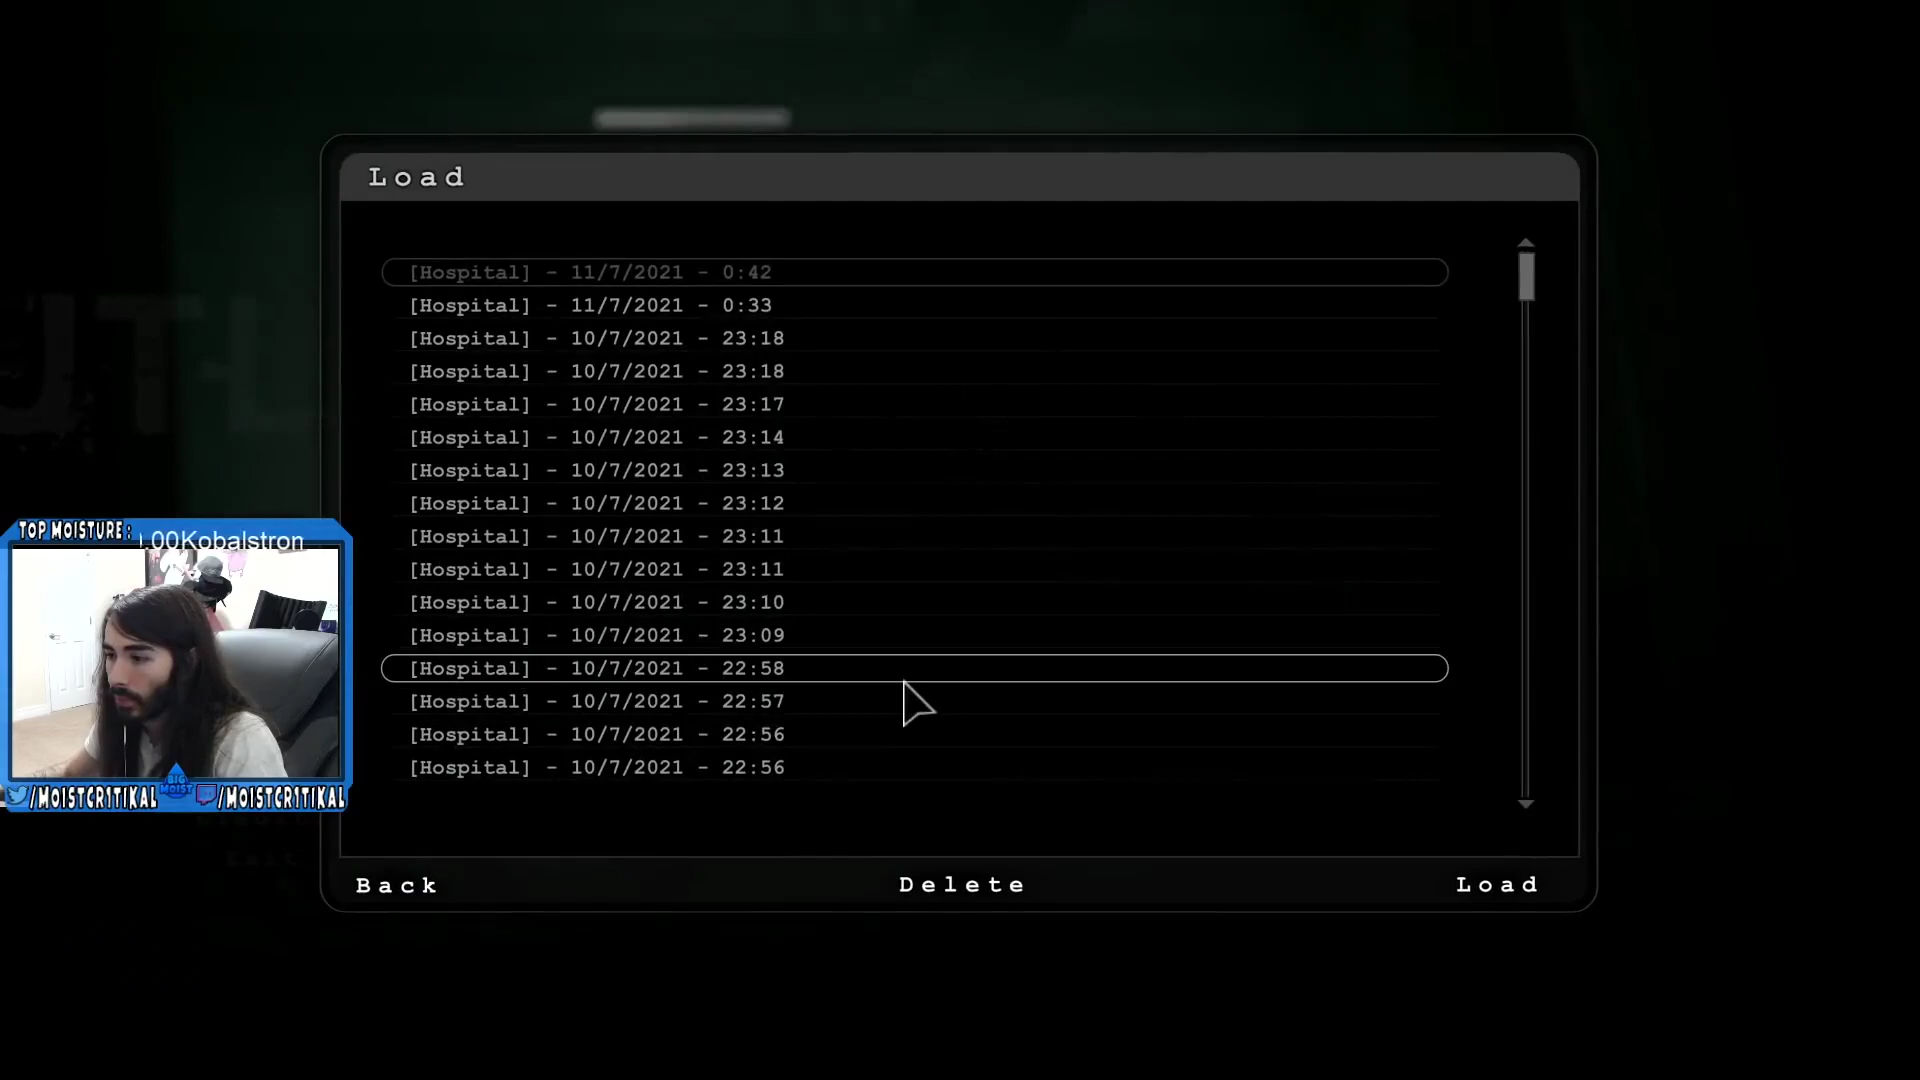 Load
[Hospital] - 11/7/2021 - 0:42
[Hospital] - 11/7/2021 - 0:33
[Hospital] - 10/7/2021 - 23:18
[Hospital] - 10/7/2021 - 23:18
[Hospital] - 10/7/2021 - 23:17
[Hospital] - 10/7/2021 - 23:14
[Hospital] - 10/7/2021 - 23:13
[Hospital] - 10/7/2021 - 23:12
[Hospital] - 10/7/2021 - 23:11
[Hospital] - 10/7/2021 - 23:11
[Hospital] - 10/7/2021 - 23:10
[Hospital] - 10/7/2021 - 23:09
[Hospital] - 10/7/2021 - 22:58
[Hospital] - 10/7/2021 - 22:57
[Hospital] - 10/7/2021 - 22:56
[Hospital] - 10/7/2021 - 22:56
Back Delete Load
TOP MOISTURE: .00Kobalstron
BIG
MOIST
/MOISTCR1TIKAL /MOISTCR1TIKAL